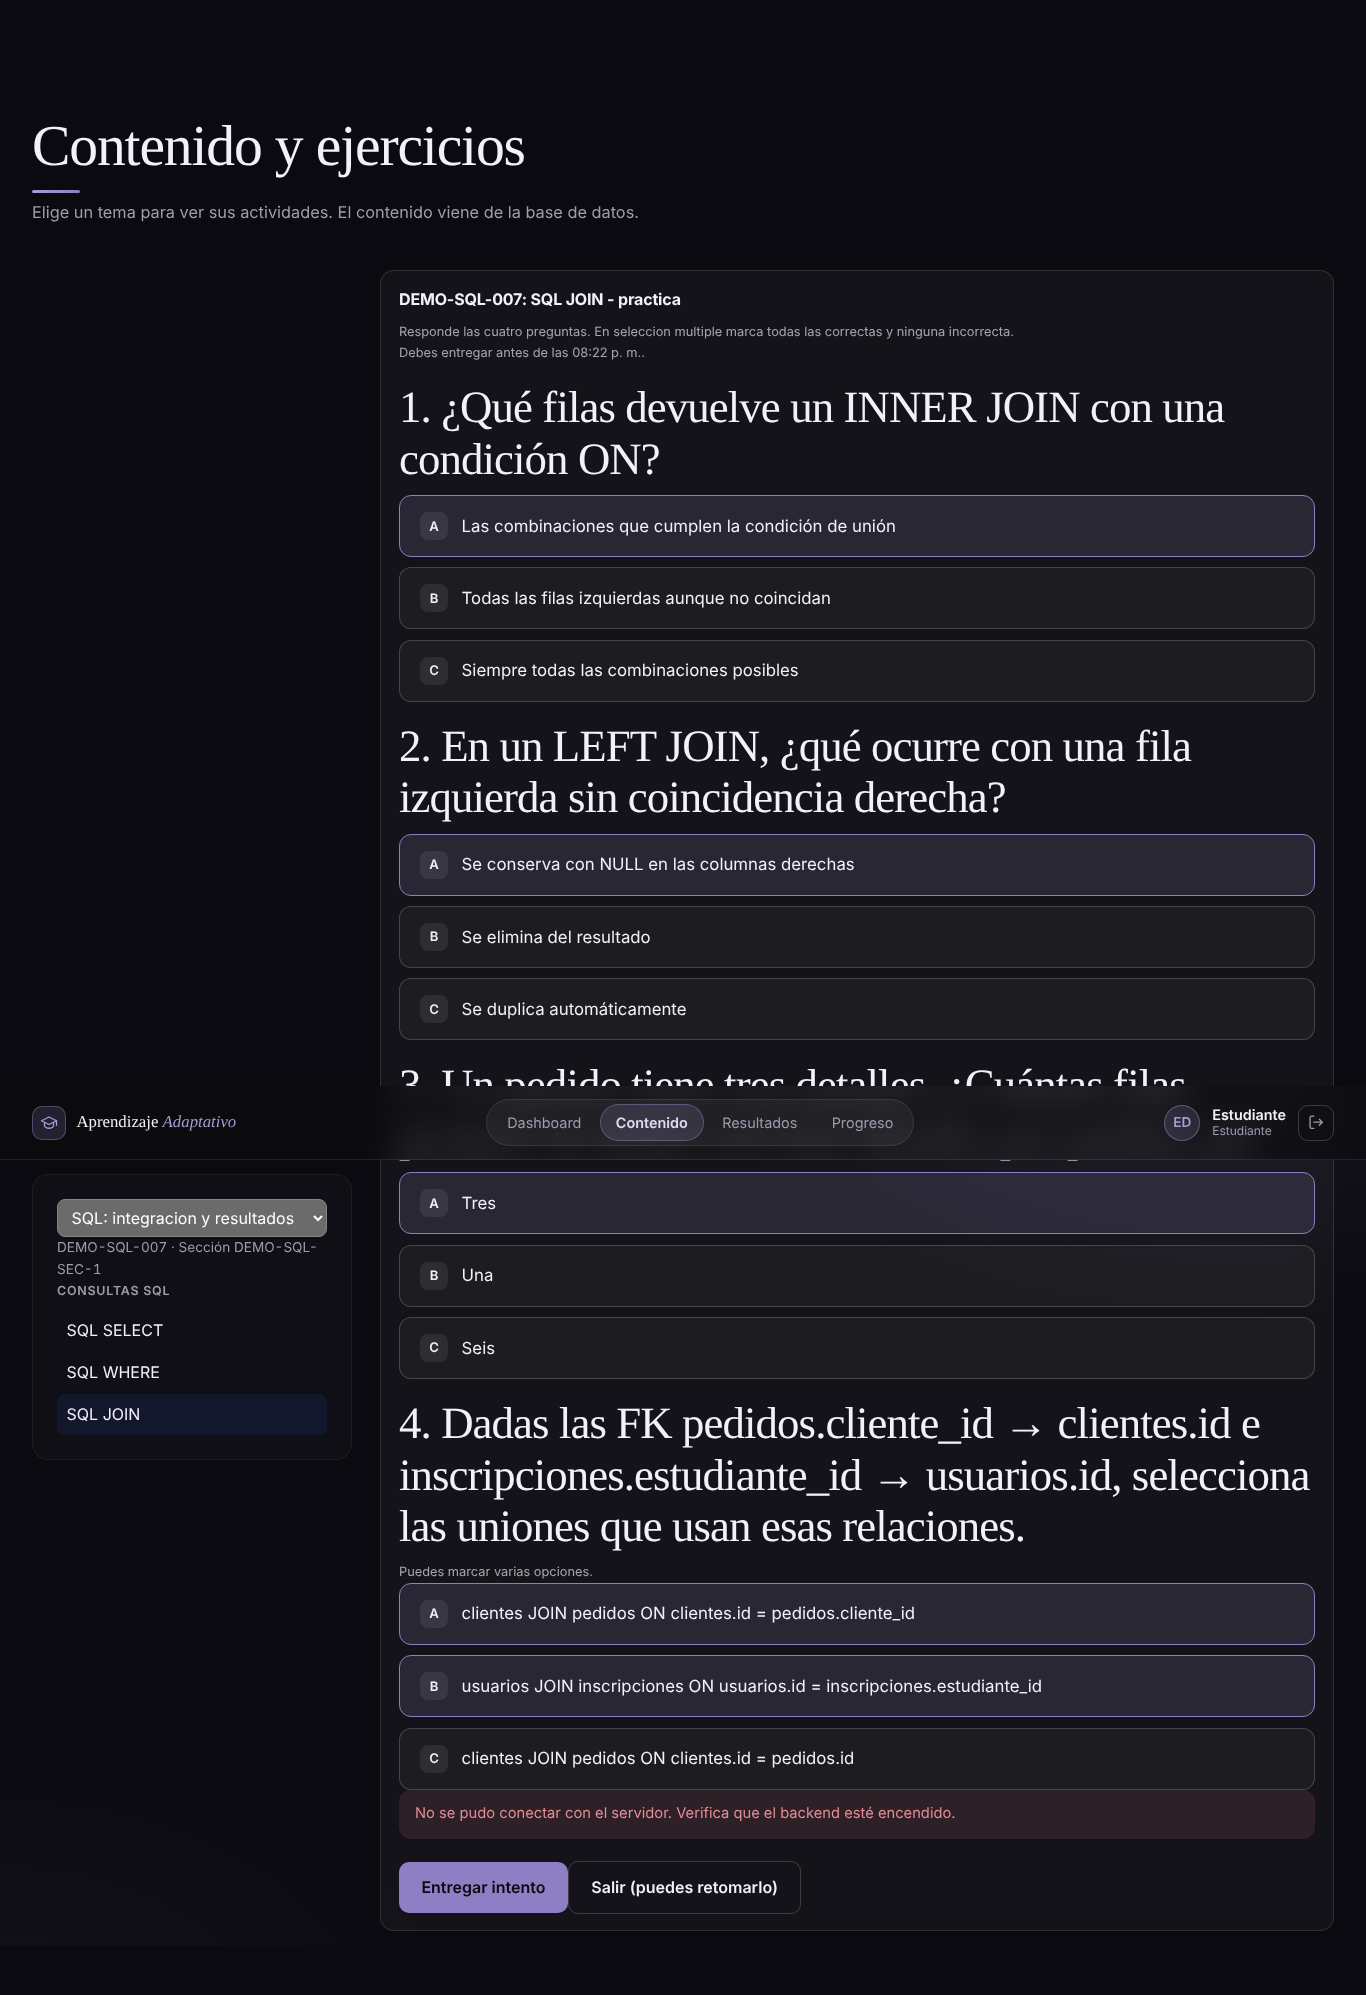 Contenido y ejercicios
Elige un tema para ver sus actividades. El contenido viene de la base de datos.
DEMO-SQL-007: SQL JOIN - practica
Responde las cuatro preguntas. En seleccion multiple marca todas las correctas y ninguna incorrecta.
Debes entregar antes de las 08:22 p. m..
1. ¿Qué filas devuelve un INNER JOIN con una
condición ON?
A Las combinaciones que cumplen la condición de unión
B Todas las filas izquierdas aunque no coincidan
C Siempre todas las combinaciones posibles
2. En un LEFT JOIN, ¿qué ocurre con una fila
izquierda sin coincidencia derecha?
A Se conserva con NULL en las columnas derechas
B Se elimina del resultado
C Se duplica automáticamente
3. Un pedido tiene tres detalles. ¿Cuántas filas
Aprendizaje Adaptativo
Dashboard
Contenido
Resultados
Progreso
ED
Estudiante
Estudiante
SQL: integracion y resultados
DEMO-SQL-007 · Sección DEMO-SQL-
SEC-1
CONSULTAS SQL
SQL SELECT
SQL WHERE
SQL JOIN
A Tres
B Una
C Seis
4. Dadas las FK pedidos.cliente_id → clientes.id e
inscripciones.estudiante_id → usuarios.id, selecciona
las uniones que usan esas relaciones.
Puedes marcar varias opciones.
A clientes JOIN pedidos ON clientes.id = pedidos.cliente_id
B usuarios JOIN inscripciones ON usuarios.id = inscripciones.estudiante_id
C clientes JOIN pedidos ON clientes.id = pedidos.id
No se pudo conectar con el servidor. Verifica que el backend esté encendido.
Entregar intento
Salir (puedes retomarlo)